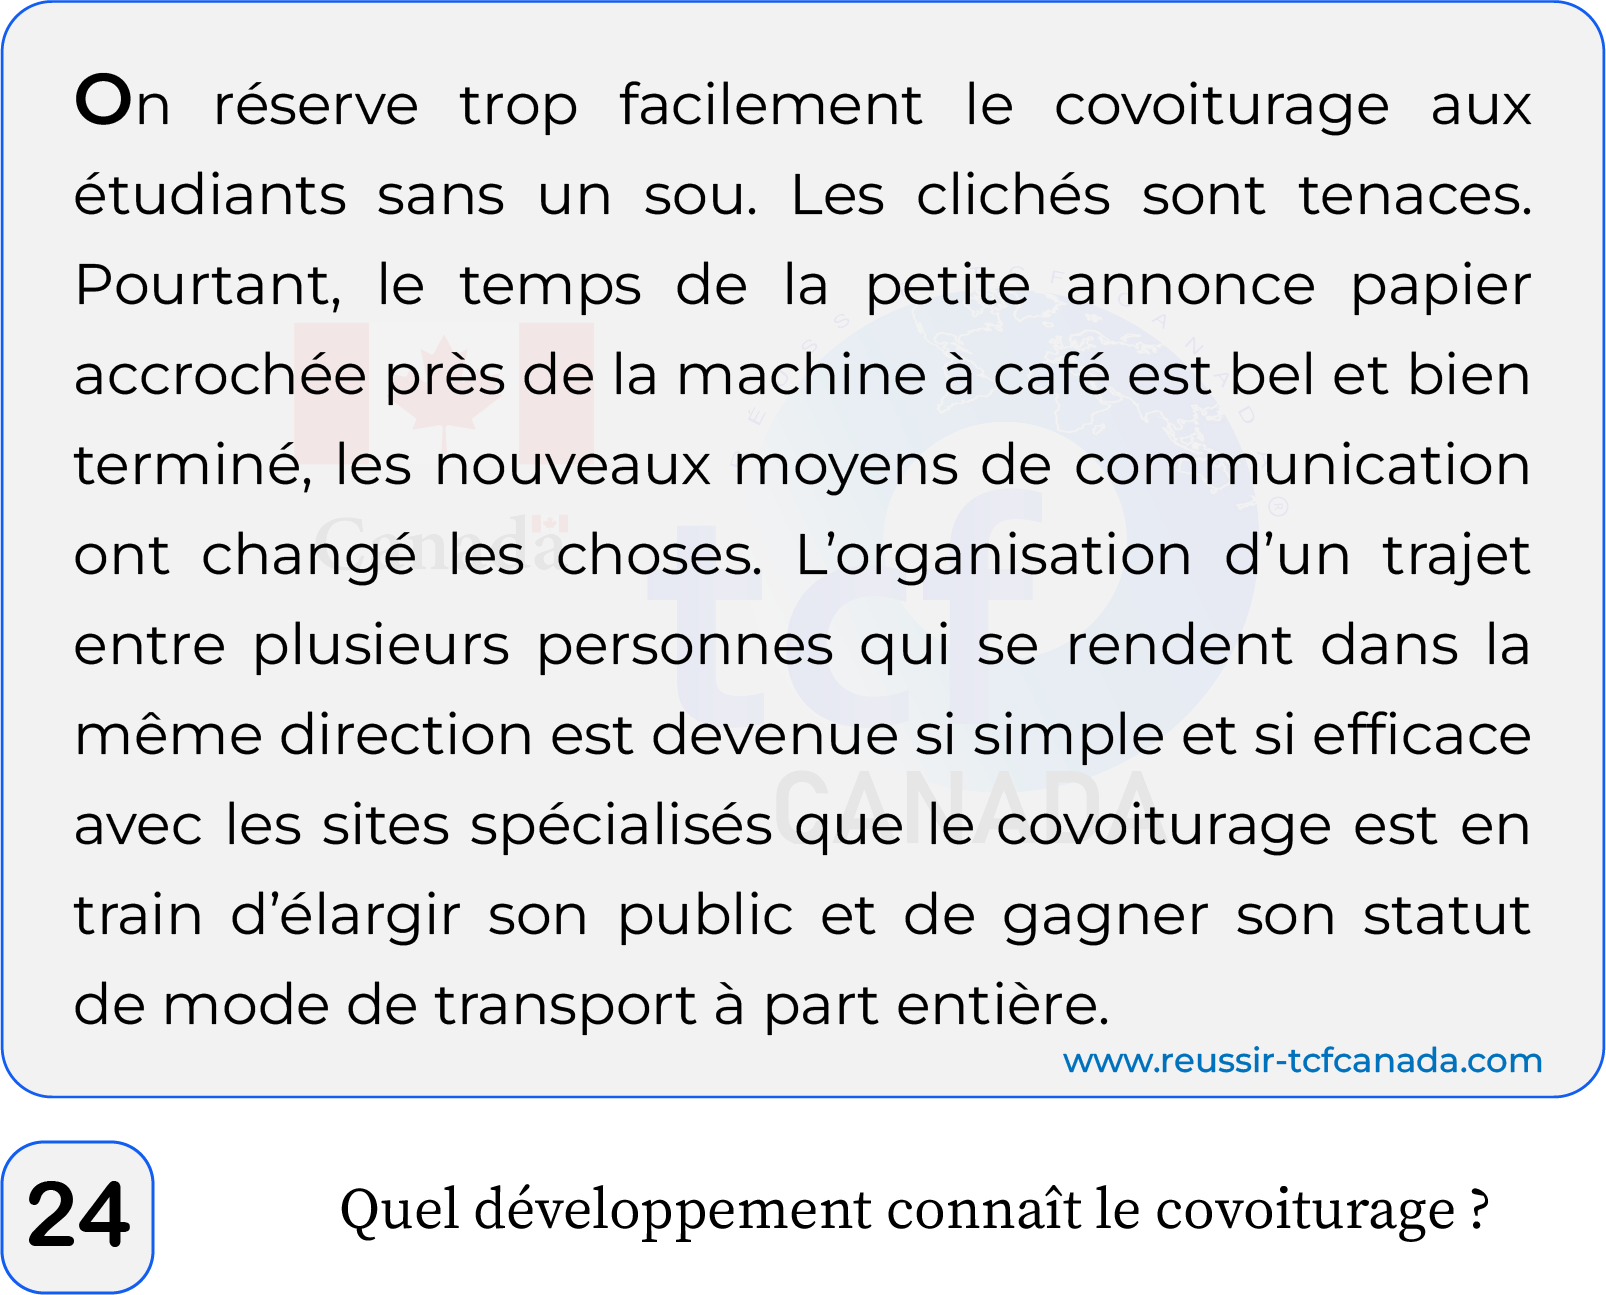 On réserve trop facilement le covoiturage aux
étudiants sans un sou. Les clichés sont tenaces.
Pourtant, le temps de la petite annonce papier
accrochée près de la machine à café est bel et bien
terminé, les nouveaux moyens de communication
ont changé les choses. L’organisation d’un trajet
entre plusieurs personnes qui se rendent dans la
même direction est devenue si simple et si efficace
avec les sites spécialisés que le covoiturage est en
train d’élargir son public et de gagner son statut
de mode de transport à part entière.
www.reussir-tcfcanada.com
Canada
tcf
CANADA
24
Quel développement connaît le covoiturage ?